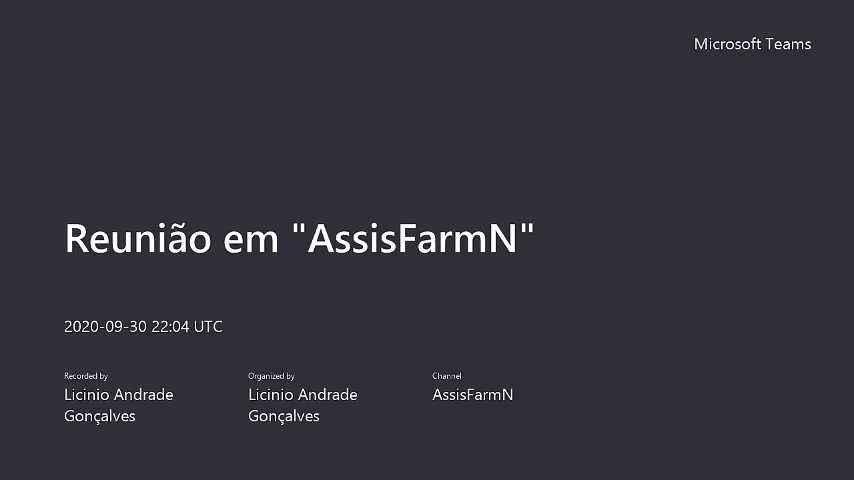 Microsoft Teams
Reunião em "AssisFarmN"
2020-09-30 22:04 UTC
Recorded by
Licinio Andrade
Gonçalves
Organized by
Licinio Andrade
Gonçalves
Channel
AssisFarmN